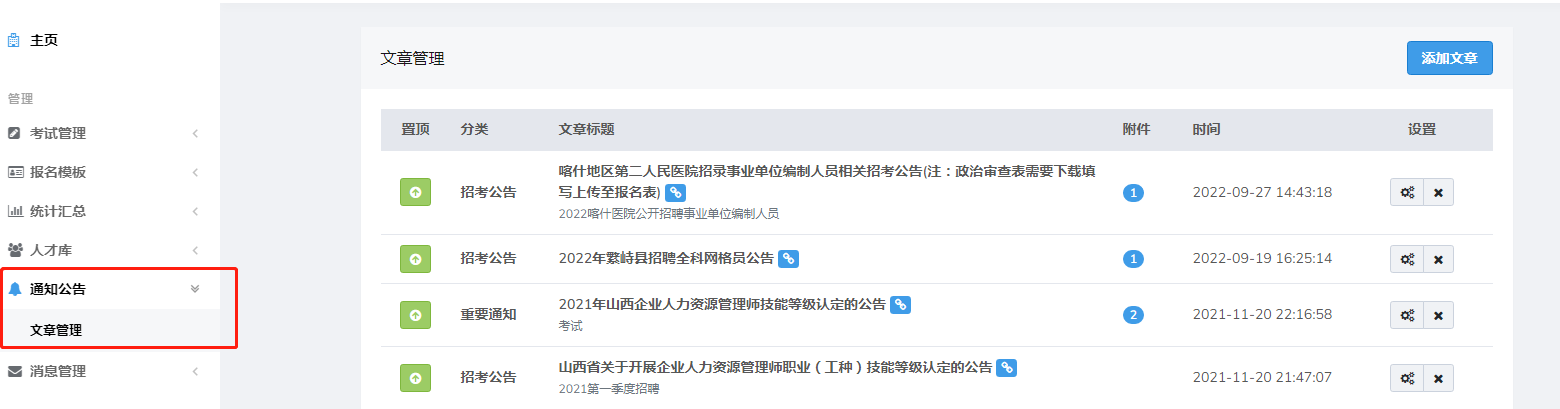 主页
管理
考试管理
报名模板
统计汇总
人才库
通知公告
文章管理
消息管理
文章管理
添加文章
置顶 分类 文章标题 附件 时间 设置
喀什地区第二人民医院招录事业单位编制人员相关招考公告(注：政治审查表需要下载填
招考公告 写上传至报名表) 1 2022-09-27 14:43:18
2022喀什医院公开招聘事业单位编制人员
招考公告 2022年繁峙县招聘全科网格员公告 1 2022-09-19 16:25:14
重要通知 2021年山西企业人力资源管理师技能等级认定的公告 2 2021-11-20 22:16:58
考试
招考公告 山西省关于开展企业人力资源管理师职业（工种）技能等级认定的公告 2021-11-20 21:47:07
2021第一季度招聘